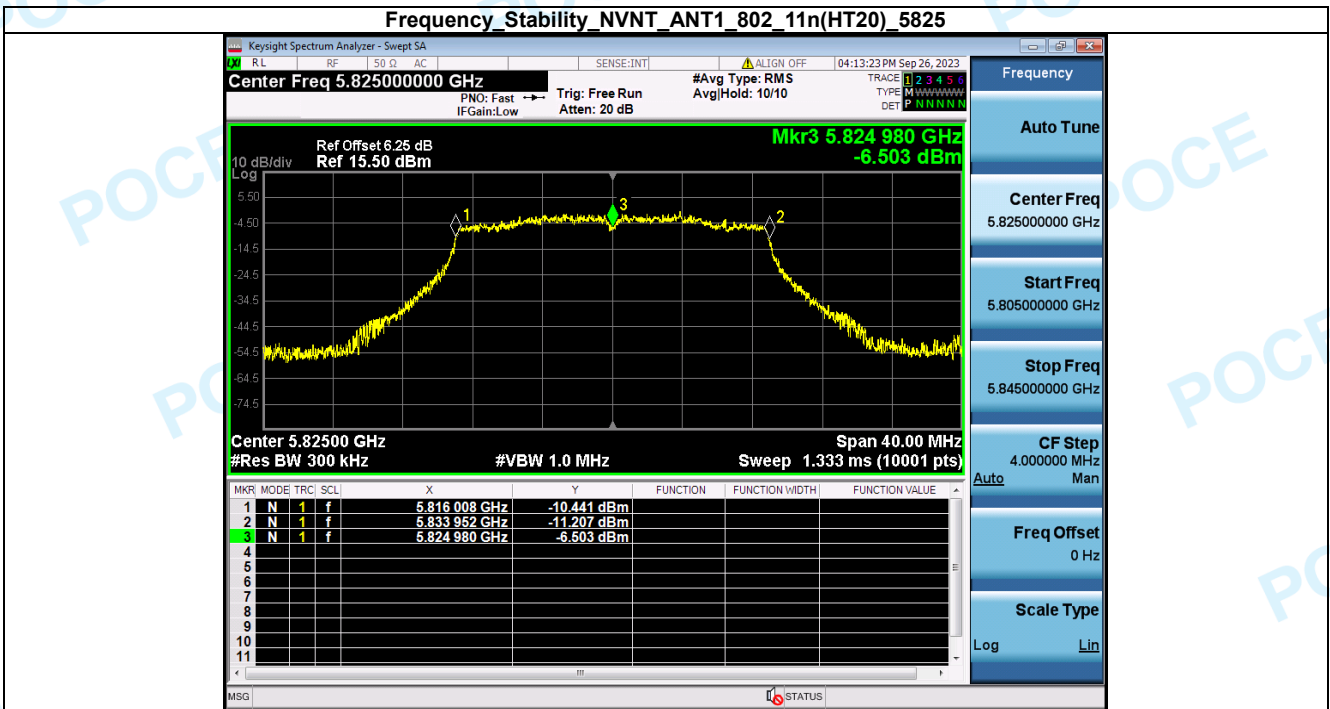 Frequency_Stability_NVNT_ANT1_802_11n(HT20)_5825
Keysight Spectrum Analyzer - Swept SA
LXI RL RF 50 Ω AC SENSE:INT ALIGN OFF 04:13:23 PM Sep 26, 2023
Center Freq 5.825000000 GHz
PNO: Fast
IFGain:Low
Trig: Free Run
Atten: 20 dB
#Avg Type: RMS
Avg|Hold: 10/10
TRACE 1 2 3 4 5 6
TYPE M WWWWW
DET P N N N N N
Ref Offset 6.25 dB
Ref 15.50 dBm
10 dB/div
Log
Mkr3 5.824 980 GHz
-6.503 dBm
5.50
-4.50
-14.5
-24.5
-34.5
-44.5
-54.5
-64.5
-74.5
1
3
2
Center 5.82500 GHz Span 40.00 MHz
#Res BW 300 kHz #VBW 1.0 MHz Sweep 1.333 ms (10001 pts)
MKR MODE TRC SCL X Y FUNCTION FUNCTION WIDTH FUNCTION VALUE
1 N 1 f 5.816 008 GHz -10.441 dBm
2 N 1 f 5.833 952 GHz -11.207 dBm
3 N 1 f 5.824 980 GHz -6.503 dBm
4
5
6
7
8
9
10
11
MSG STATUS
Frequency
Auto Tune
Center Freq
5.825000000 GHz
Start Freq
5.805000000 GHz
Stop Freq
5.845000000 GHz
CF Step
4.000000 MHz
Auto Man
Freq Offset
0 Hz
Scale Type
Log Lin
POCE
POCE
POCE